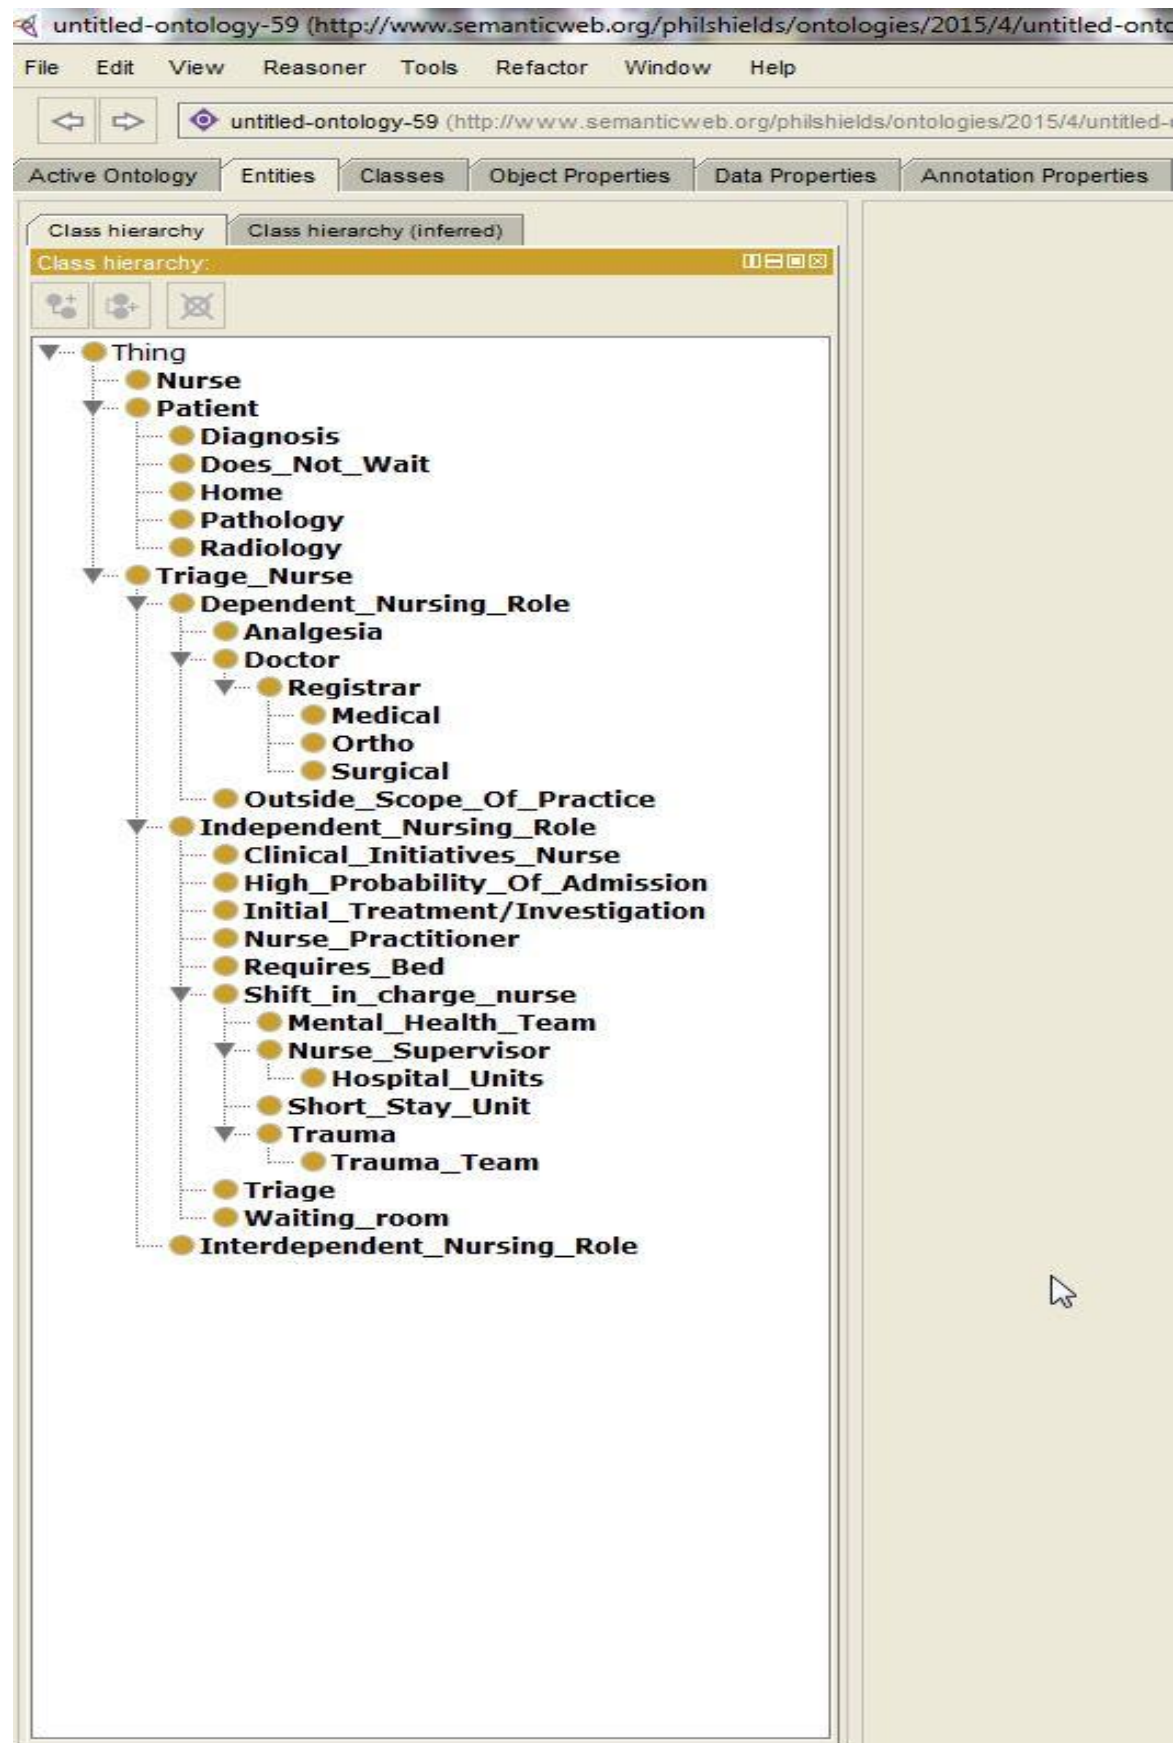 untitled-ontology-59 (http://www.semanticweb.org/philshields/ontologies/2015/4/untitled-onto
File Edit View Reasoner Tools Refactor Window Help
untitled-ontology-59 (http://www.semanticweb.org/philshields/ontologies/2015/4/untitled-
Active Ontology Entities Classes Object Properties Data Properties Annotation Properties
Class hierarchy Class hierarchy (inferred)
Class hierarchy:
Thing
Nurse
Patient
Diagnosis
Does_Not_Wait
Home
Pathology
Radiology
Triage_Nurse
Dependent_Nursing_Role
Analgesia
Doctor
Registrar
Medical
Ortho
Surgical
Outside_Scope_Of_Practice
Independent_Nursing_Role
Clinical_Initiatives_Nurse
High_Probability_Of_Admission
Initial_Treatment/Investigation
Nurse_Practitioner
Requires_Bed
Shift_in_charge_nurse
Mental_Health_Team
Nurse_Supervisor
Hospital_Units
Short_Stay_Unit
Trauma
Trauma_Team
Triage
Waiting_room
Interdependent_Nursing_Role